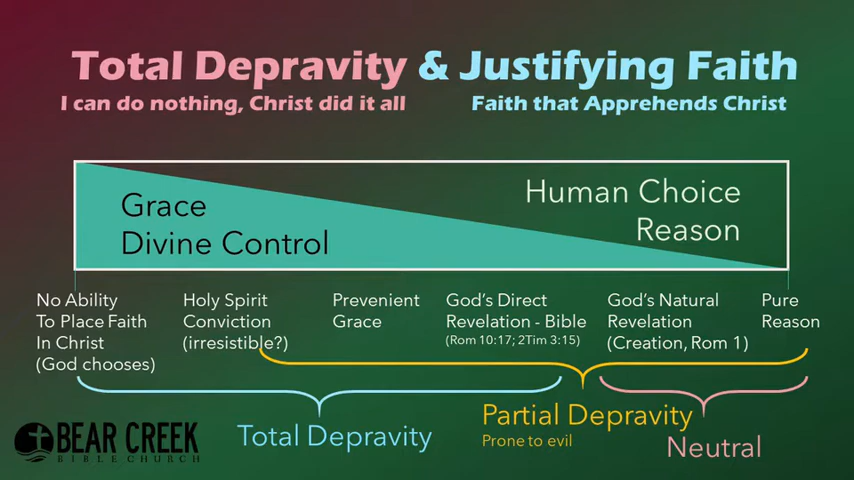 Total Depravity & Justifying Faith
I can do nothing, Christ did it all
Faith that Apprehends Christ
Grace
Divine Control
Human Choice
Reason
No Ability
To Place Faith
In Christ
(God chooses)
Holy Spirit
Conviction
(irresistible?)
Prevenient
Grace
God's Direct
Revelation - Bible
(Rom 10:17; 2Tim 3:15)
God's Natural
Revelation
(Creation, Rom 1)
Pure
Reason
Total Depravity
Partial Depravity
Prone to evil
Neutral
BEAR CREEK
BIBLE CHURCH